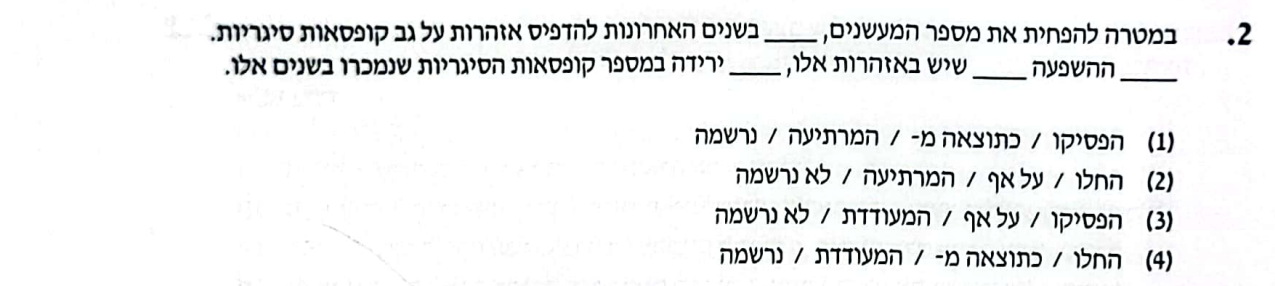 2. במטרה להפחית את מספר המעשנים, ____ בשנים האחרונות להדפיס אזהרות על גב קופסאות סיגריות.
____ ההשפעה ____ שיש באזהרות אלו, ____ ירידה במספר קופסאות הסיגריות שנמכרו בשנים אלו.
(1) הפסיקו / כתוצאה מ- / המרתיעה / נרשמה
(2) החלו / על אף / המרתיעה / לא נרשמה
(3) הפסיקו / על אף / המעודדת / לא נרשמה
(4) החלו / כתוצאה מ- / המעודדת / נרשמה